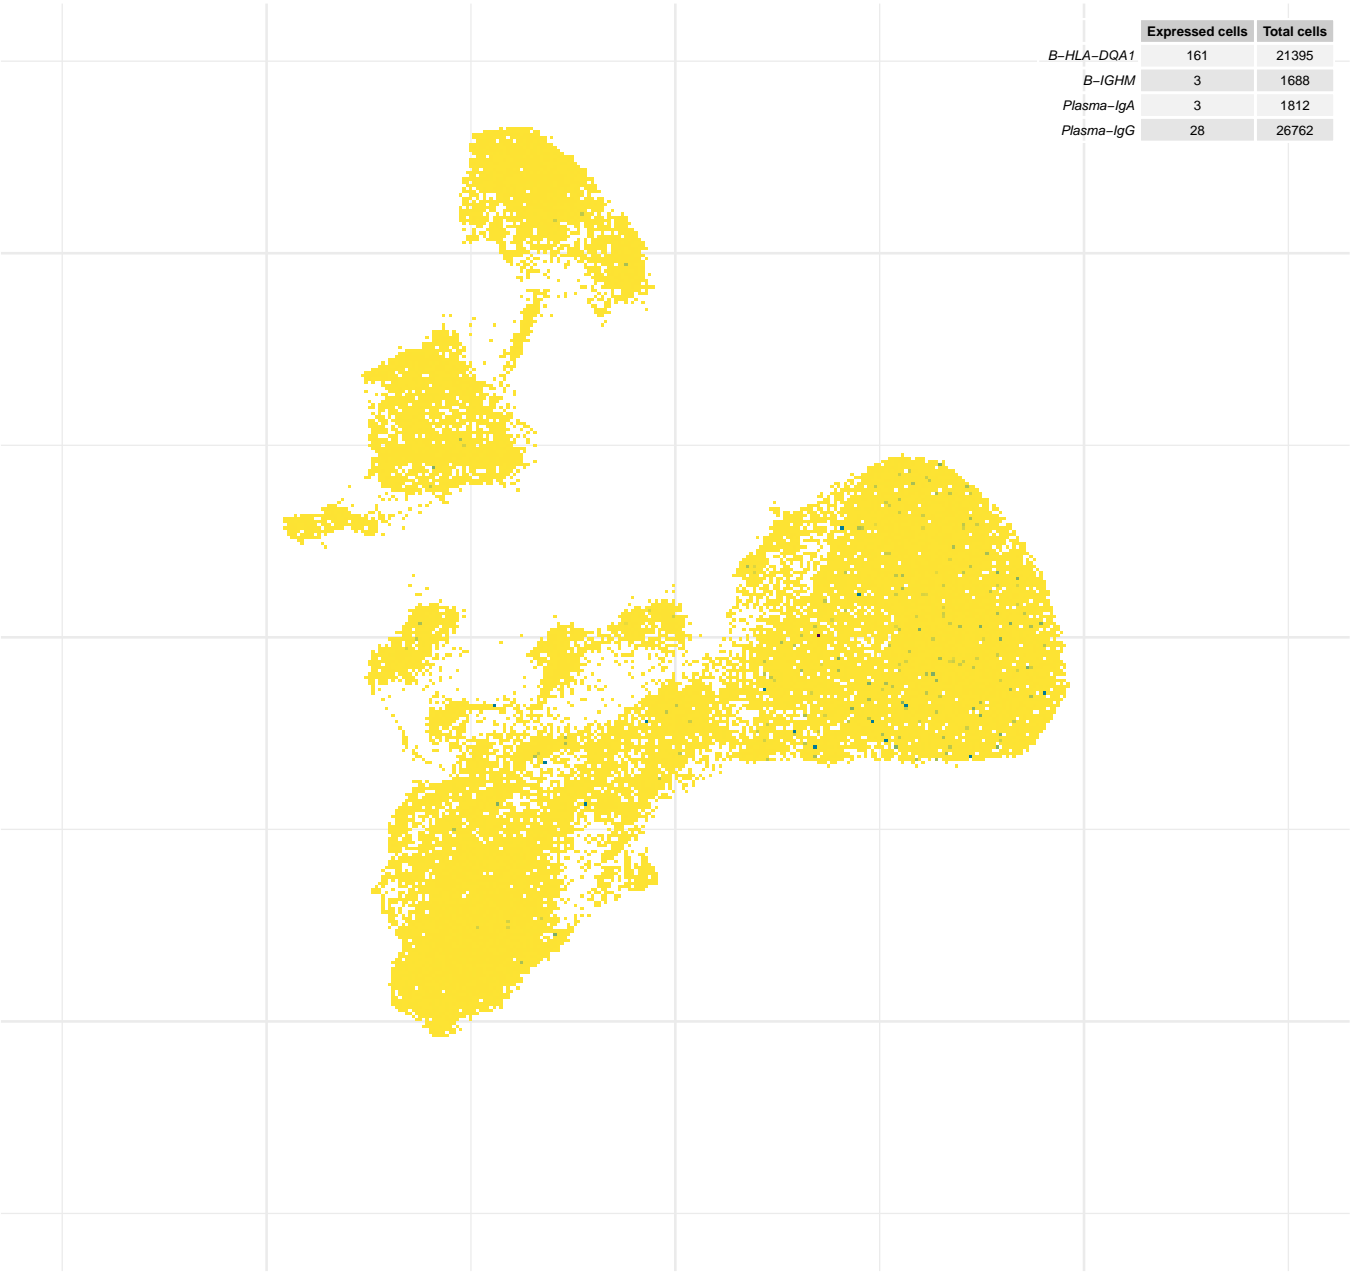 Expressed cells Total cells
B−HLA−DQA1 161 21395
B−IGHM 3 1688
Plasma−IgA 3 1812
Plasma−IgG 28 26762